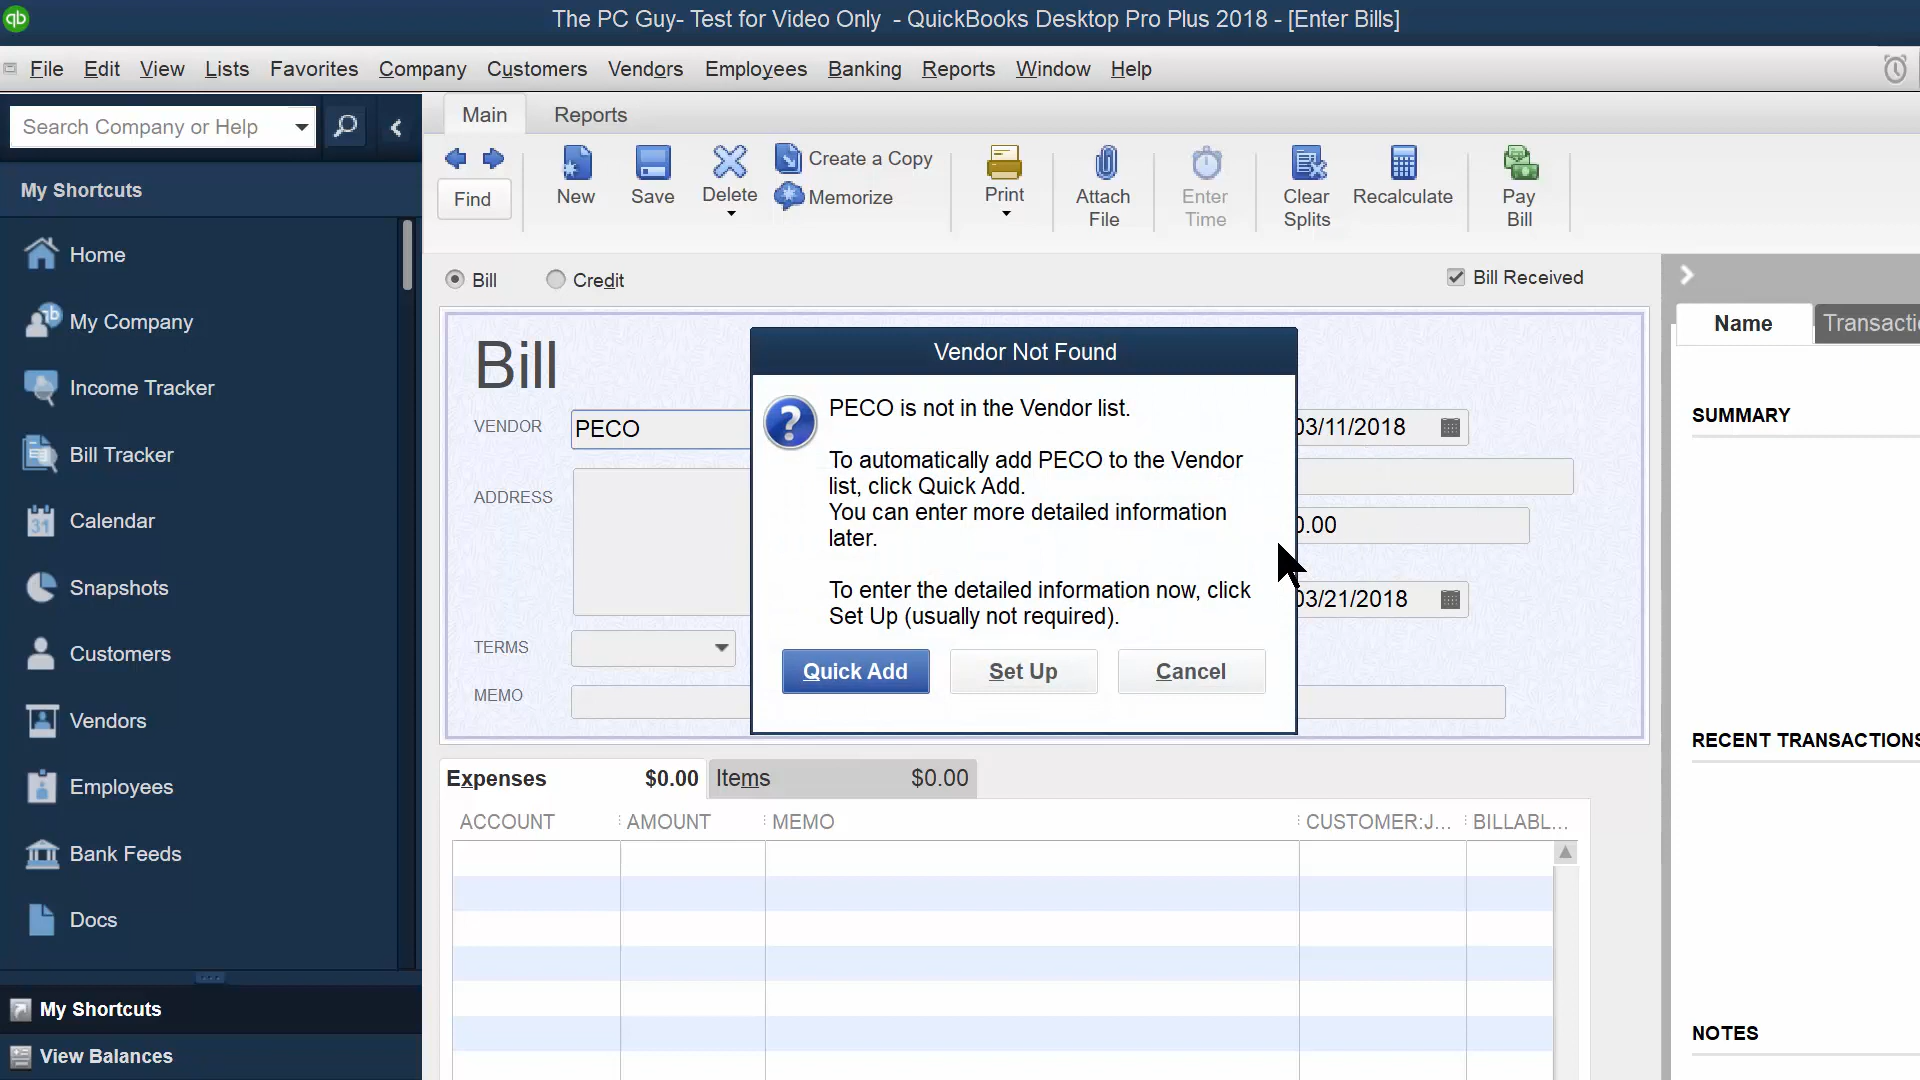 qb
The PC Guy- Test for Video Only - QuickBooks Desktop Pro Plus 2018 - [Enter Bills]
File Edit View Lists Favorites Company Customers Vendors Employees Banking Reports Window Help
Search Company or Help
My Shortcuts
Home
My Company
Income Tracker
Bill Tracker
31 Calendar
Snapshots
Customers
Vendors
Employees
Bank Feeds
Docs
My Shortcuts
View Balances
Main Reports
Find
New
Save
Delete
Create a Copy
Memorize
Print
Attach
File
Enter
Time
Clear
Splits
Recalculate
Pay
Bill
Bill Credit Bill Received
Bill
VENDOR PECO
ADDRESS
TERMS
MEMO
03/11/2018
0.00
03/21/2018
Vendor Not Found
PECO is not in the Vendor list.
To automatically add PECO to the Vendor
list, click Quick Add.
You can enter more detailed information
later.
To enter the detailed information now, click
Set Up (usually not required).
Quick Add Set Up Cancel
Expenses $0.00 Items $0.00
ACCOUNT AMOUNT MEMO CUSTOMER:J... BILLABL...
Name Transactio
SUMMARY
RECENT TRANSACTIONS
NOTES